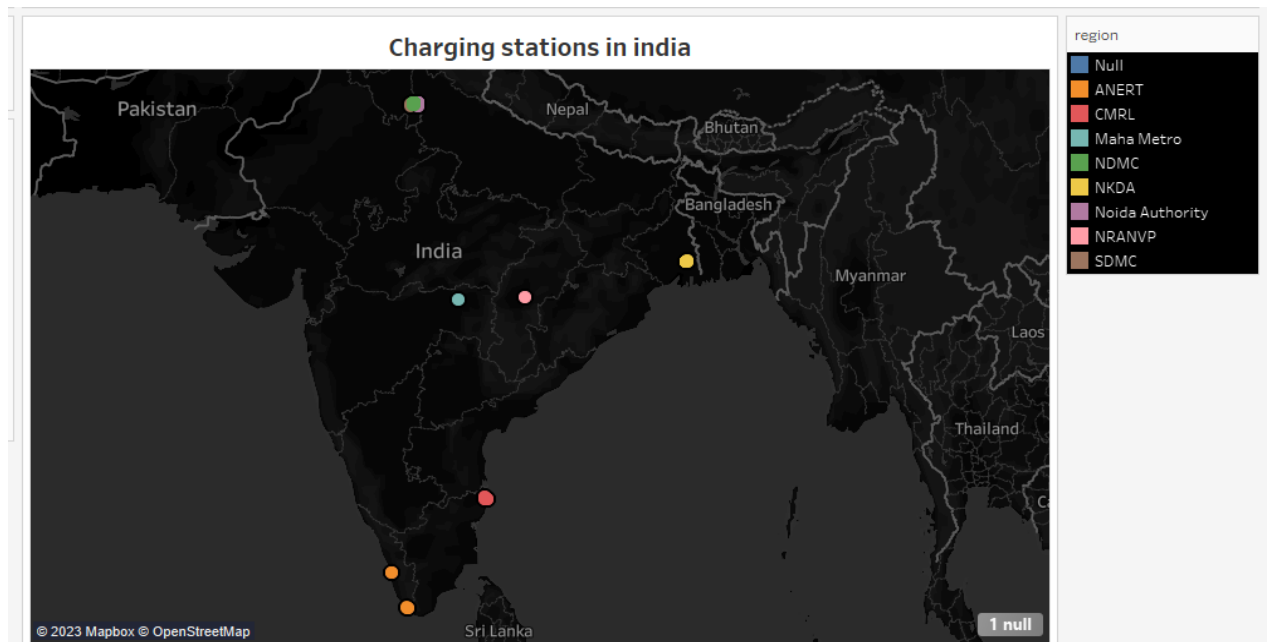 Charging stations in india
Pakistan
Nepal
Bhutan
Bangladesh
India
Myanmar
Laos
Thailand
Ca
Sri Lanka
© 2023 Mapbox © OpenStreetMap
1 null
region
Null
ANERT
CMRL
Maha Metro
NDMC
NKDA
Noida Authority
NRANVP
SDMC